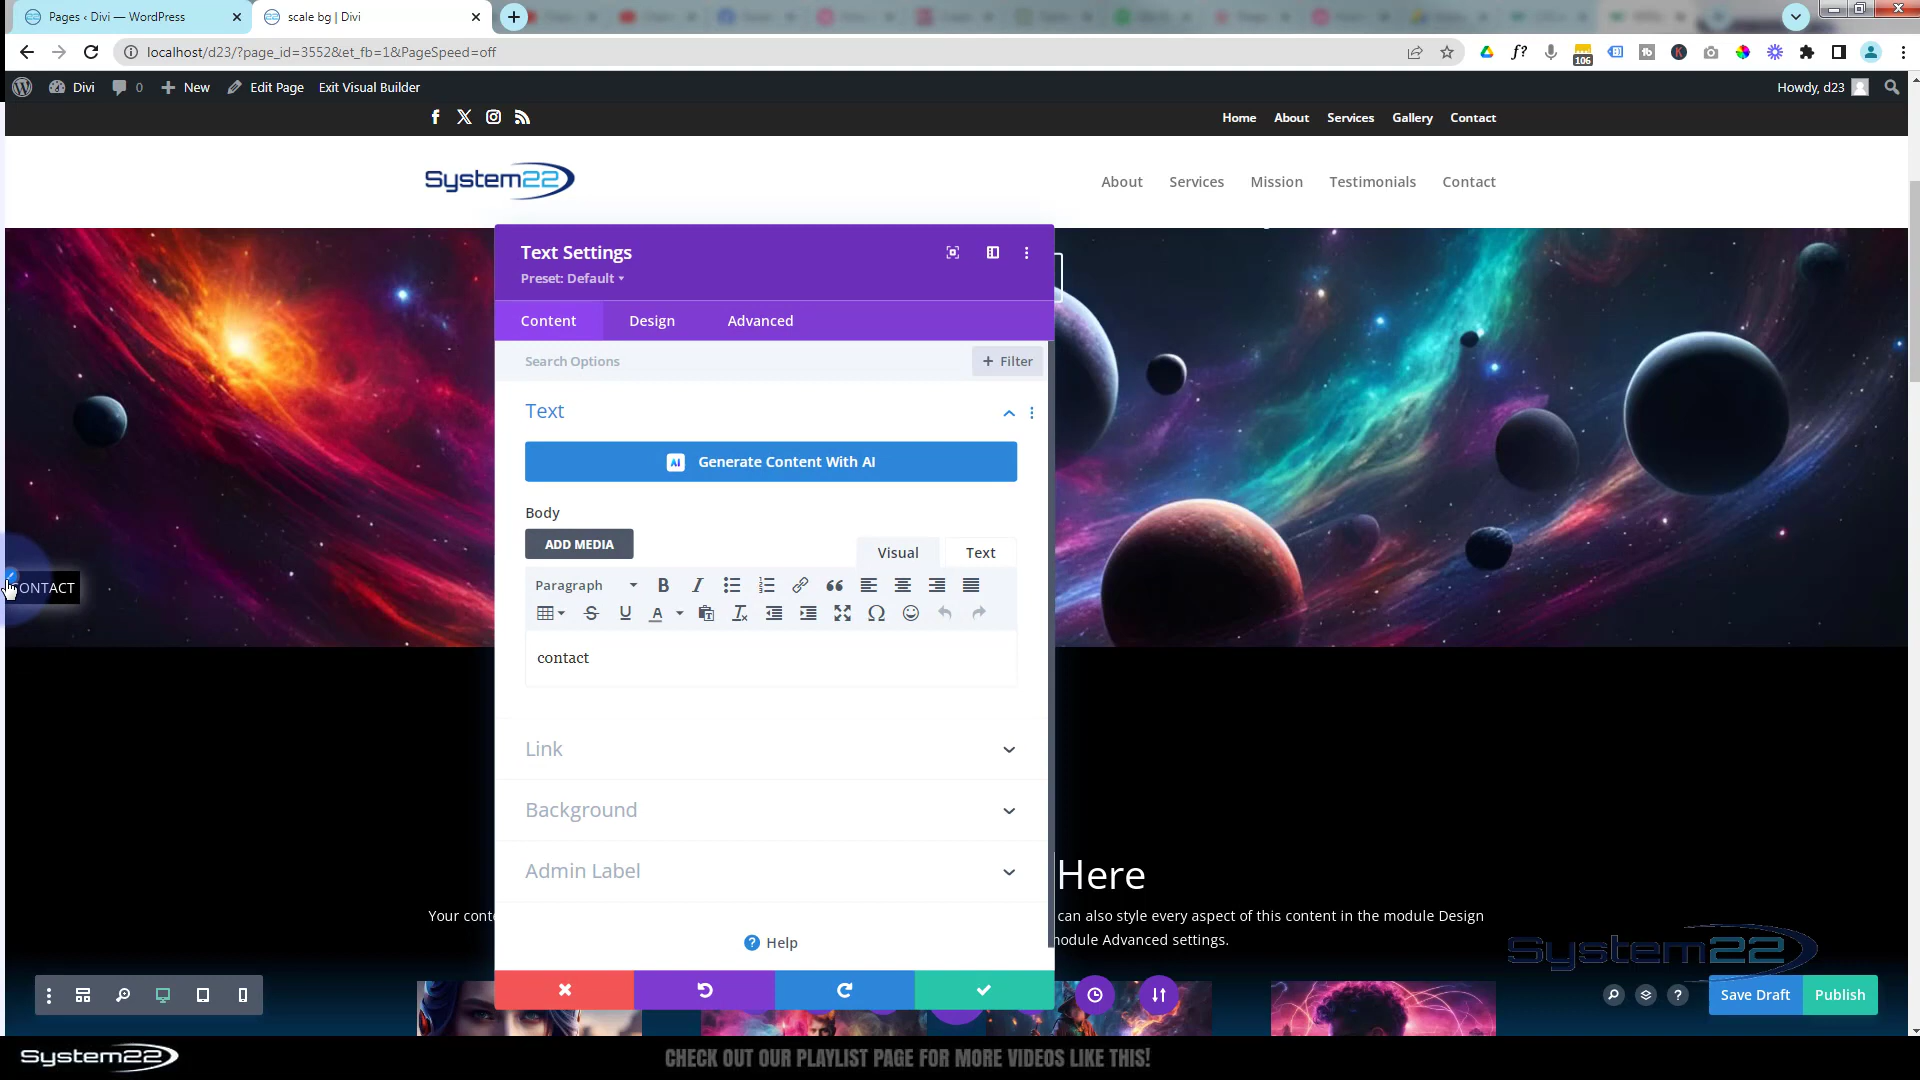 Pages ‹ Divi — WordPress
scale bg | Divi
localhost/d23/?page_id=3552&et_fb=1&PageSpeed=off
106
Divi 0 New Edit Page Exit Visual Builder
Howdy, d23
Home About Services Gallery Contact
System22
About Services Mission Testimonials Contact
Text Settings
Preset: Default
Content Design Advanced
Search Options
+ Filter
Text
AI Generate Content With AI
Body
ADD MEDIA
Visual Text
Paragraph
contact
CONTACT
Link
Background
Admin Label
Here
Your
can also style every aspect of this content in the module Design
module Advanced settings.
Help
System22
Save Draft Publish
System22
CHECK OUT OUR PLAYLIST PAGE FOR MORE VIDEOS LIKE THIS!